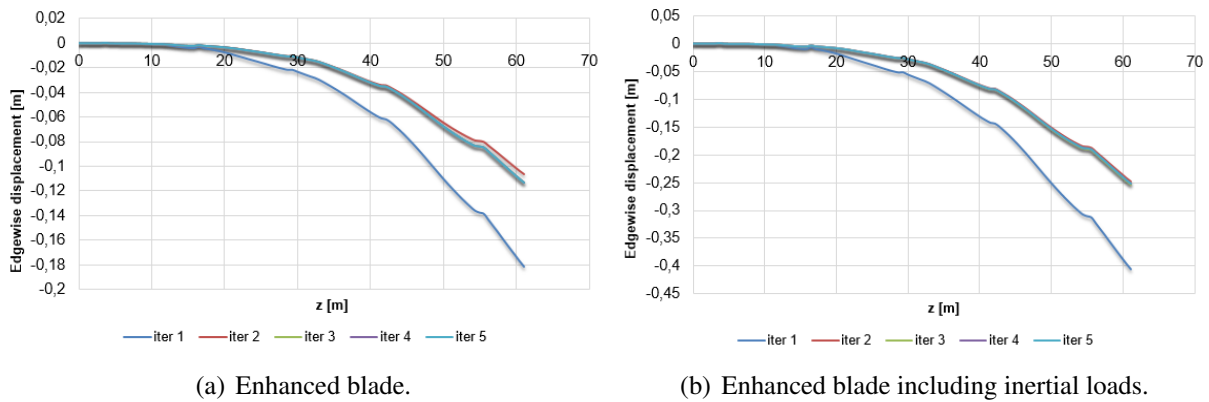 0,02
0
-0,02
-0,04
-0,06
-0,08
-0,1
-0,12
-0,14
-0,16
-0,18
-0,2
0 10 20 30 40 50 60 70
Edgewise displacement [m]
z [m]
iter 1 iter 2 iter 3 iter 4 iter 5
(a) Enhanced blade.
0,05
0
-0,05
-0,1
-0,15
-0,2
-0,25
-0,3
-0,35
-0,4
-0,45
0 10 20 30 40 50 60 70
Edgewise displacement [m]
z [m]
iter 1 iter 2 iter 3 iter 4 iter 5
(b) Enhanced blade including inertial loads.